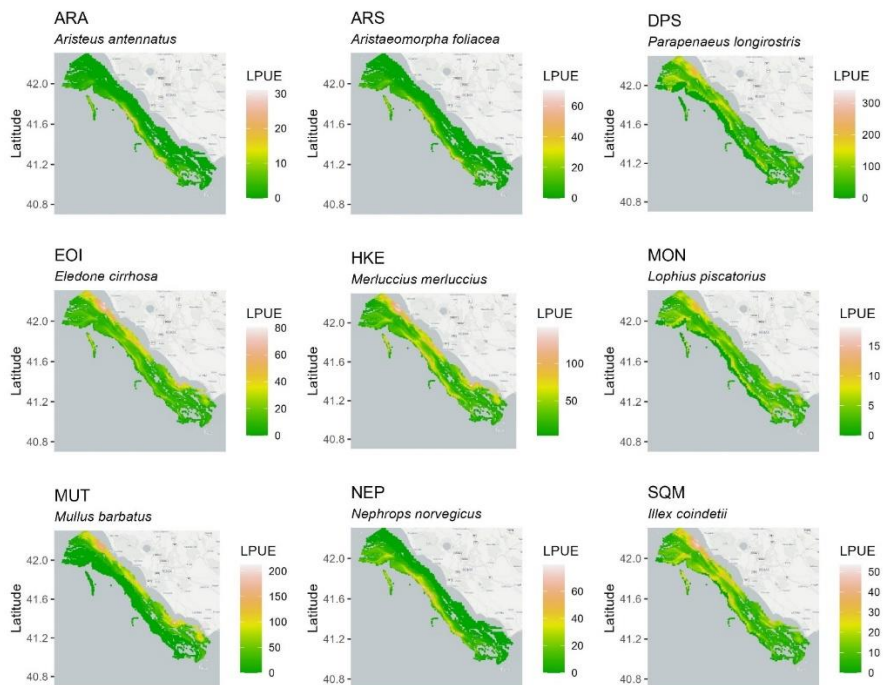 ARA
Aristeus antennatus
LPUE
30
20
10
0
Latitude
42.0
41.6
41.2
40.8
ARS
Aristaeomorpha foliacea
LPUE
60
40
20
0
Latitude
42.0
41.6
41.2
40.8
DPS
Parapenaeus longirostris
LPUE
300
200
100
0
Latitude
42.0
41.6
41.2
40.8
EOI
Eledone cirrhosa
LPUE
80
60
40
20
0
Latitude
42.0
41.6
41.2
40.8
HKE
Merluccius merluccius
LPUE
100
50
Latitude
42.0
41.6
41.2
40.8
MON
Lophius piscatorius
LPUE
15
10
5
0
Latitude
42.0
41.6
41.2
40.8
MUT
Mullus barbatus
LPUE
200
150
100
50
0
Latitude
42.0
41.6
41.2
40.8
NEP
Nephrops norvegicus
LPUE
60
40
20
0
Latitude
42.0
41.6
41.2
40.8
SQM
Illex coindetii
LPUE
50
40
30
20
10
0
Latitude
42.0
41.6
41.2
40.8